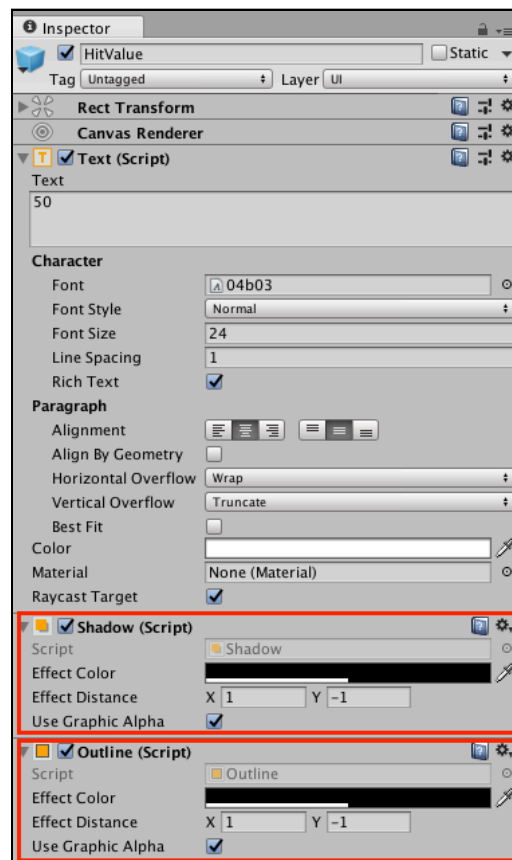 Inspector
HitValue Static
Tag Untagged Layer UI
Rect Transform
Canvas Renderer
T Text (Script)
Text
50
Character
Font 04b03
Font Style Normal
Font Size 24
Line Spacing 1
Rich Text
Paragraph
Alignment
Align By Geometry
Horizontal Overflow Wrap
Vertical Overflow Truncate
Best Fit
Color
Material None (Material)
Raycast Target
Shadow (Script)
Script Shadow
Effect Color
Effect Distance X 1 Y -1
Use Graphic Alpha
Outline (Script)
Script Outline
Effect Color
Effect Distance X 1 Y -1
Use Graphic Alpha